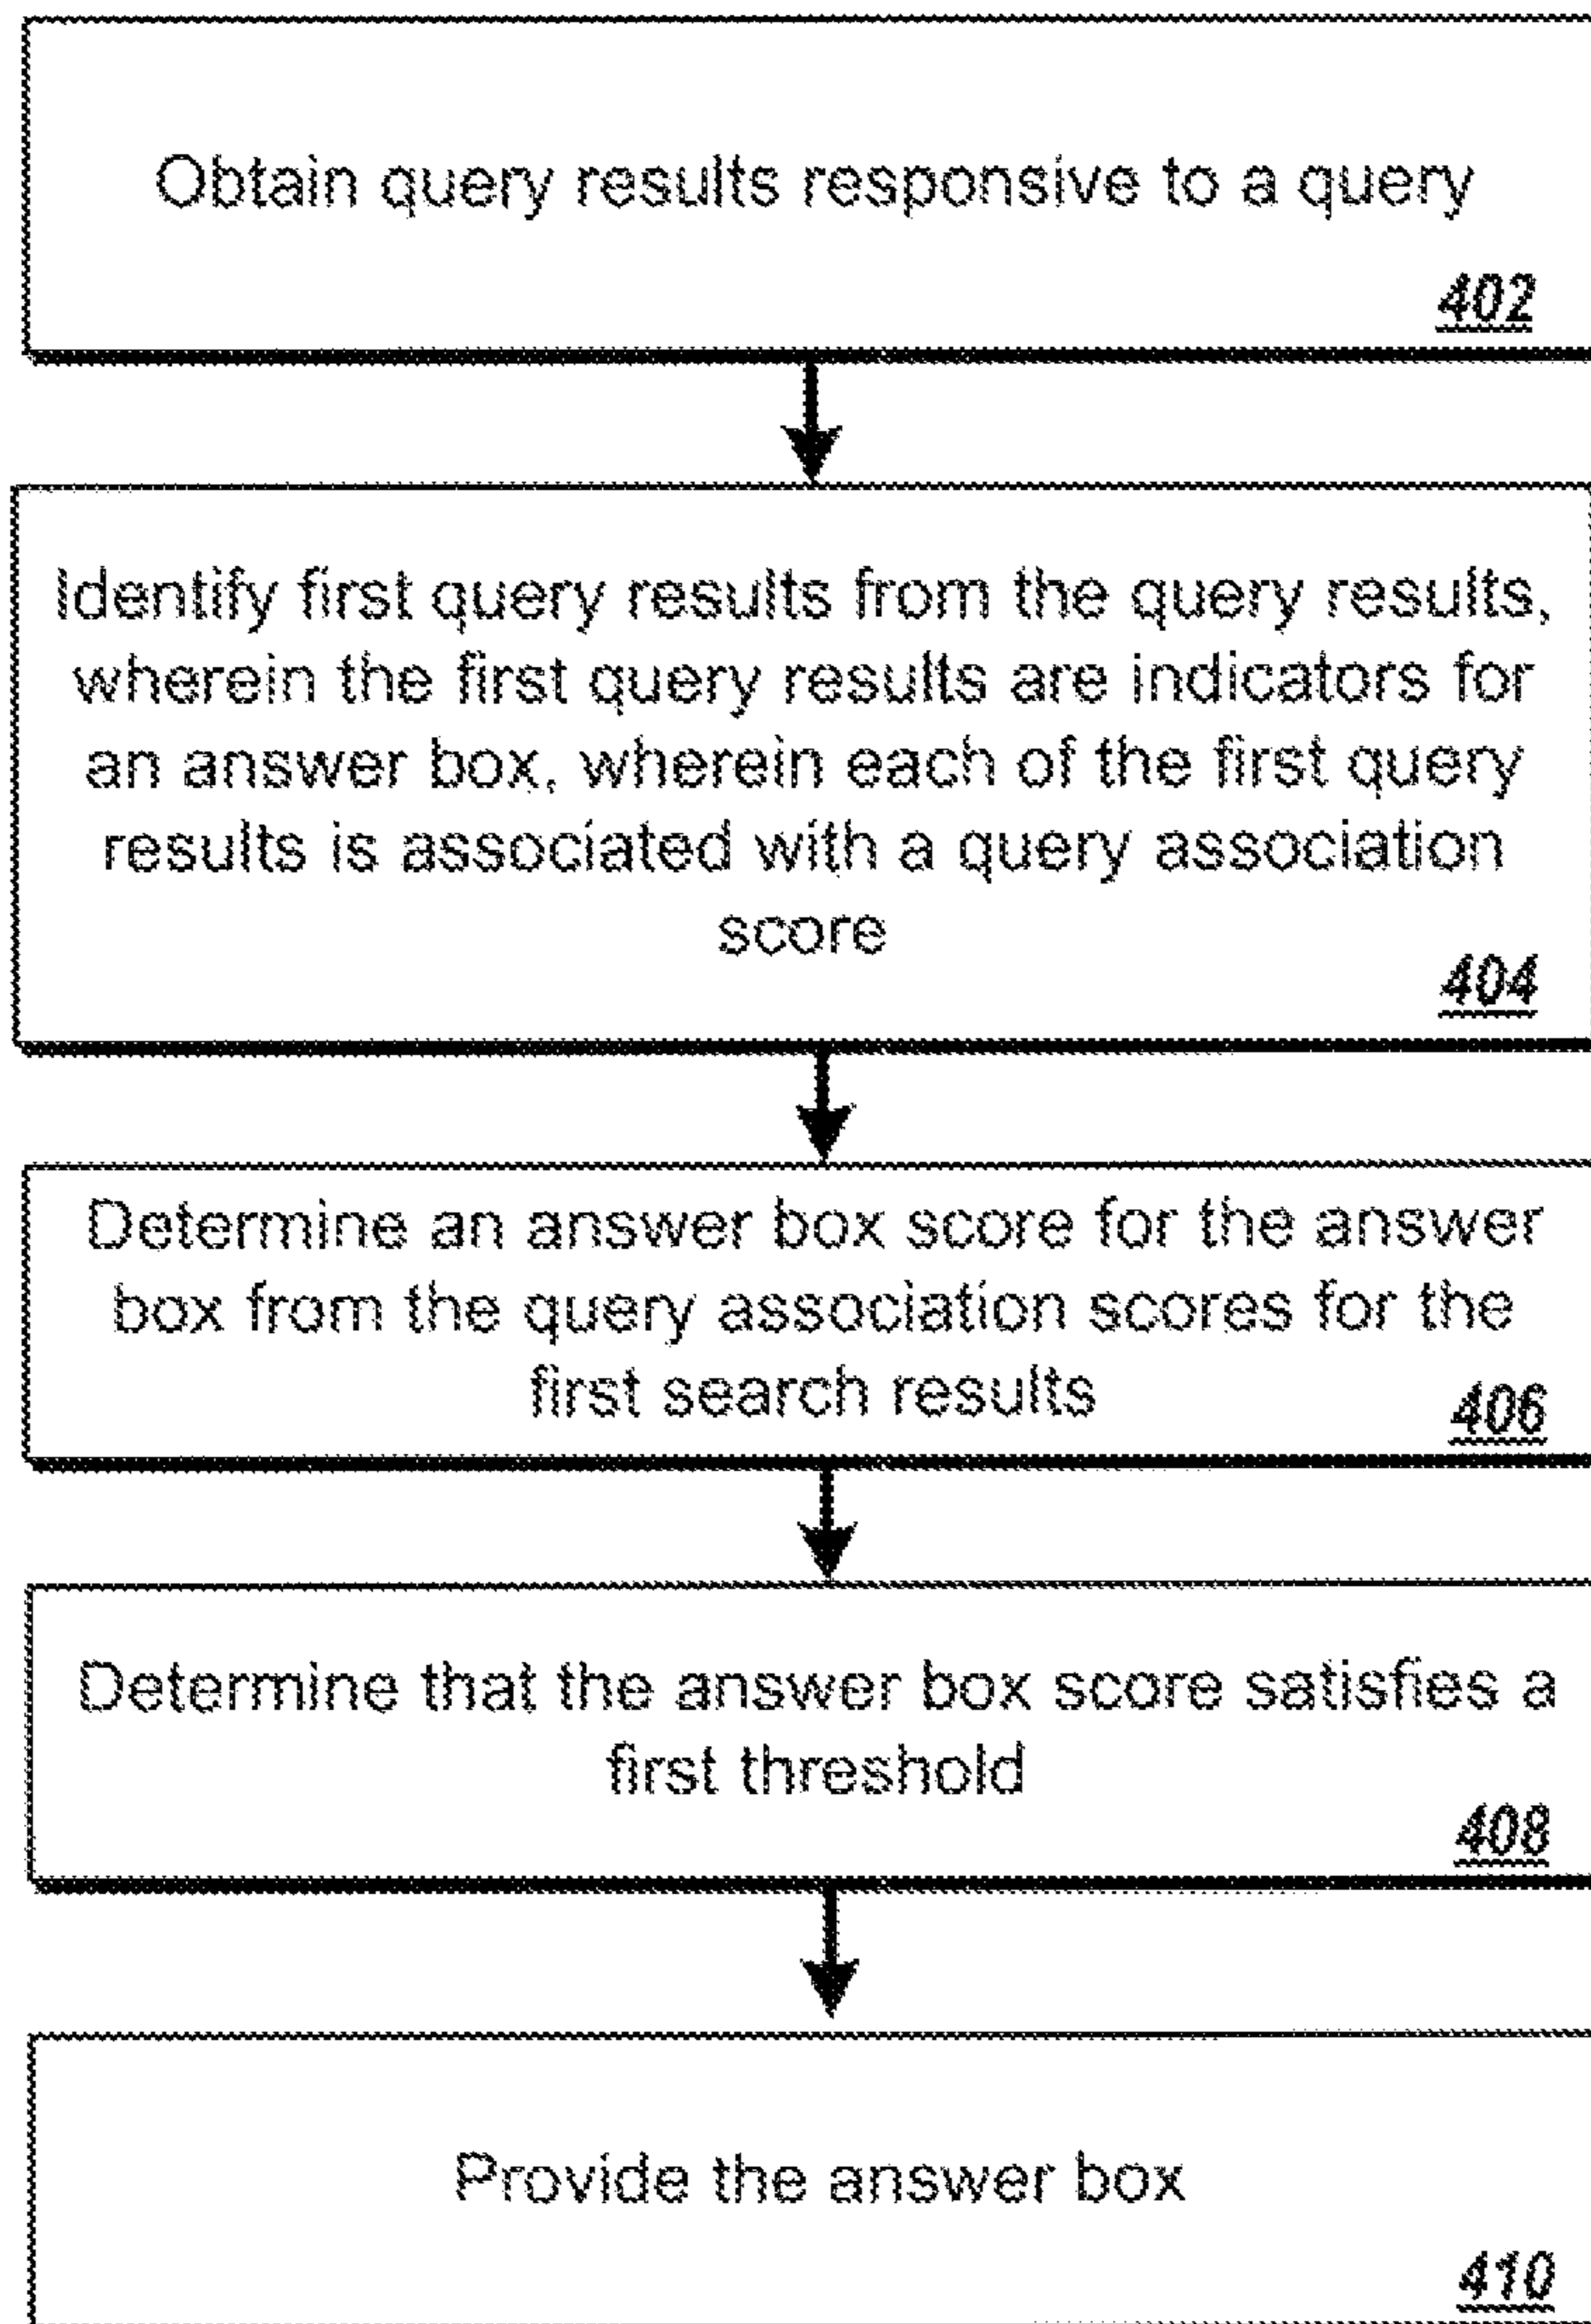 Obtain query results responsive to a query
402
Identify first query results from the query results,
wherein the first query results are indicators for
an answer box, wherein each of the first query
results is associated with a query association
score
404
Determine an answer box score for the answer
box from the query association scores for the
first search results
406
Determine that the answer box score satisfies a
first threshold
408
Provide the answer box
410